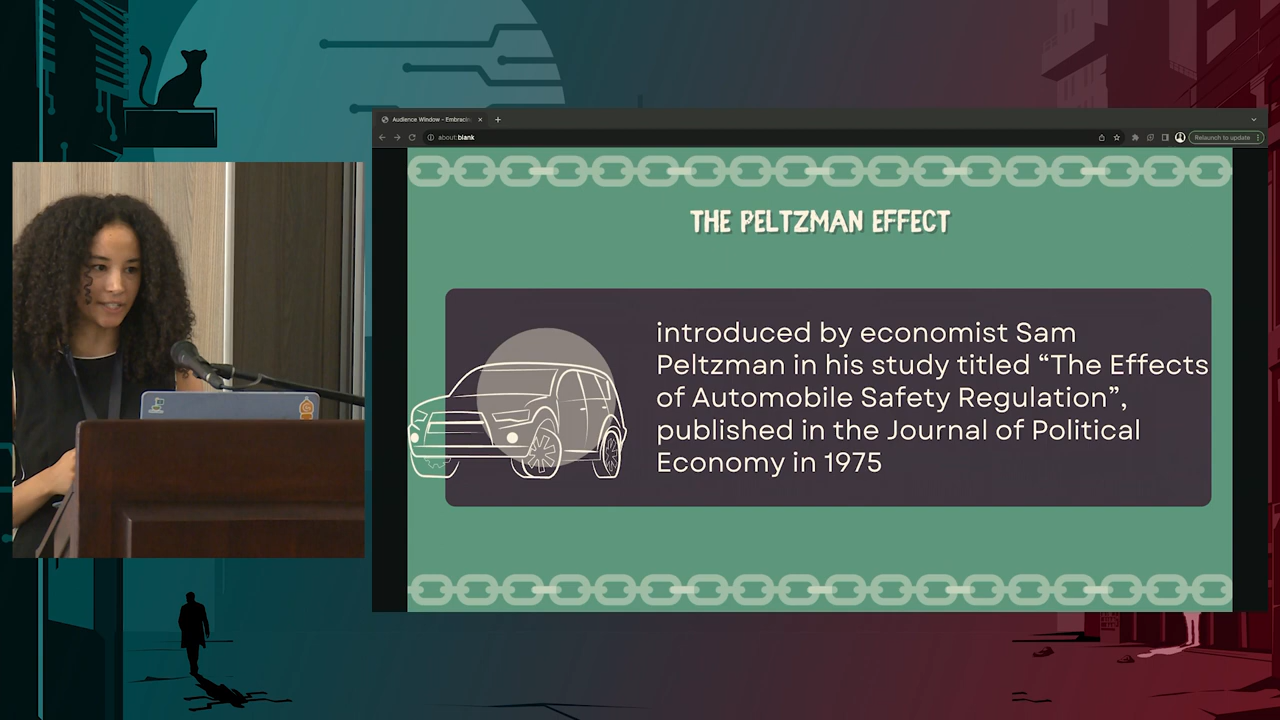 Audience Window - Embracin
about:blank
Relaunch to update
THE PELTZMAN EFFECT
introduced by economist Sam
Peltzman in his study titled “The Effects
of Automobile Safety Regulation”,
published in the Journal of Political
Economy in 1975